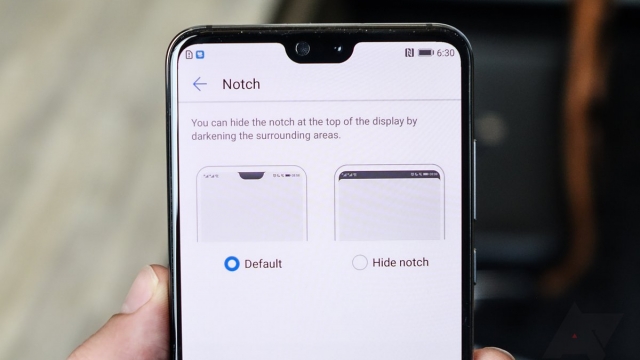 6:30
Notch
You can hide the notch at the top of the display by
darkening the surrounding areas.
Default
Hide notch